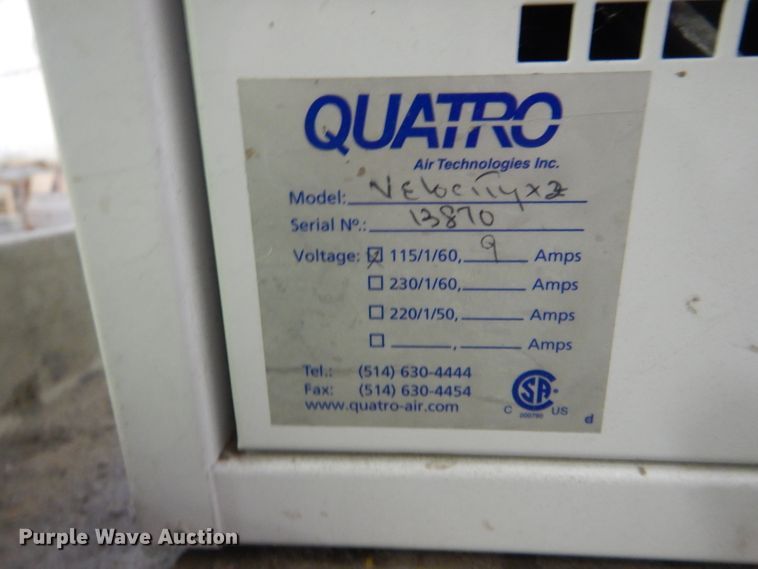 QUATRO
Air Technologies Inc.
Model: Velocity x2
Serial Nº.: 13870
Voltage: ☑ 115/1/60, 9 Amps
☐ 230/1/60, Amps
☐ 220/1/50, Amps
☐ , Amps
Tel.: (514) 630-4444
Fax: (514) 630-4454
www.quatro-air.com
CSA
C US
d
Purple Wave Auction